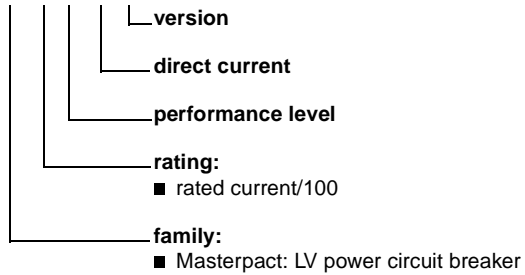 version
direct current
performance level
rating:
■ rated current/100
family:
■ Masterpact: LV power circuit breaker